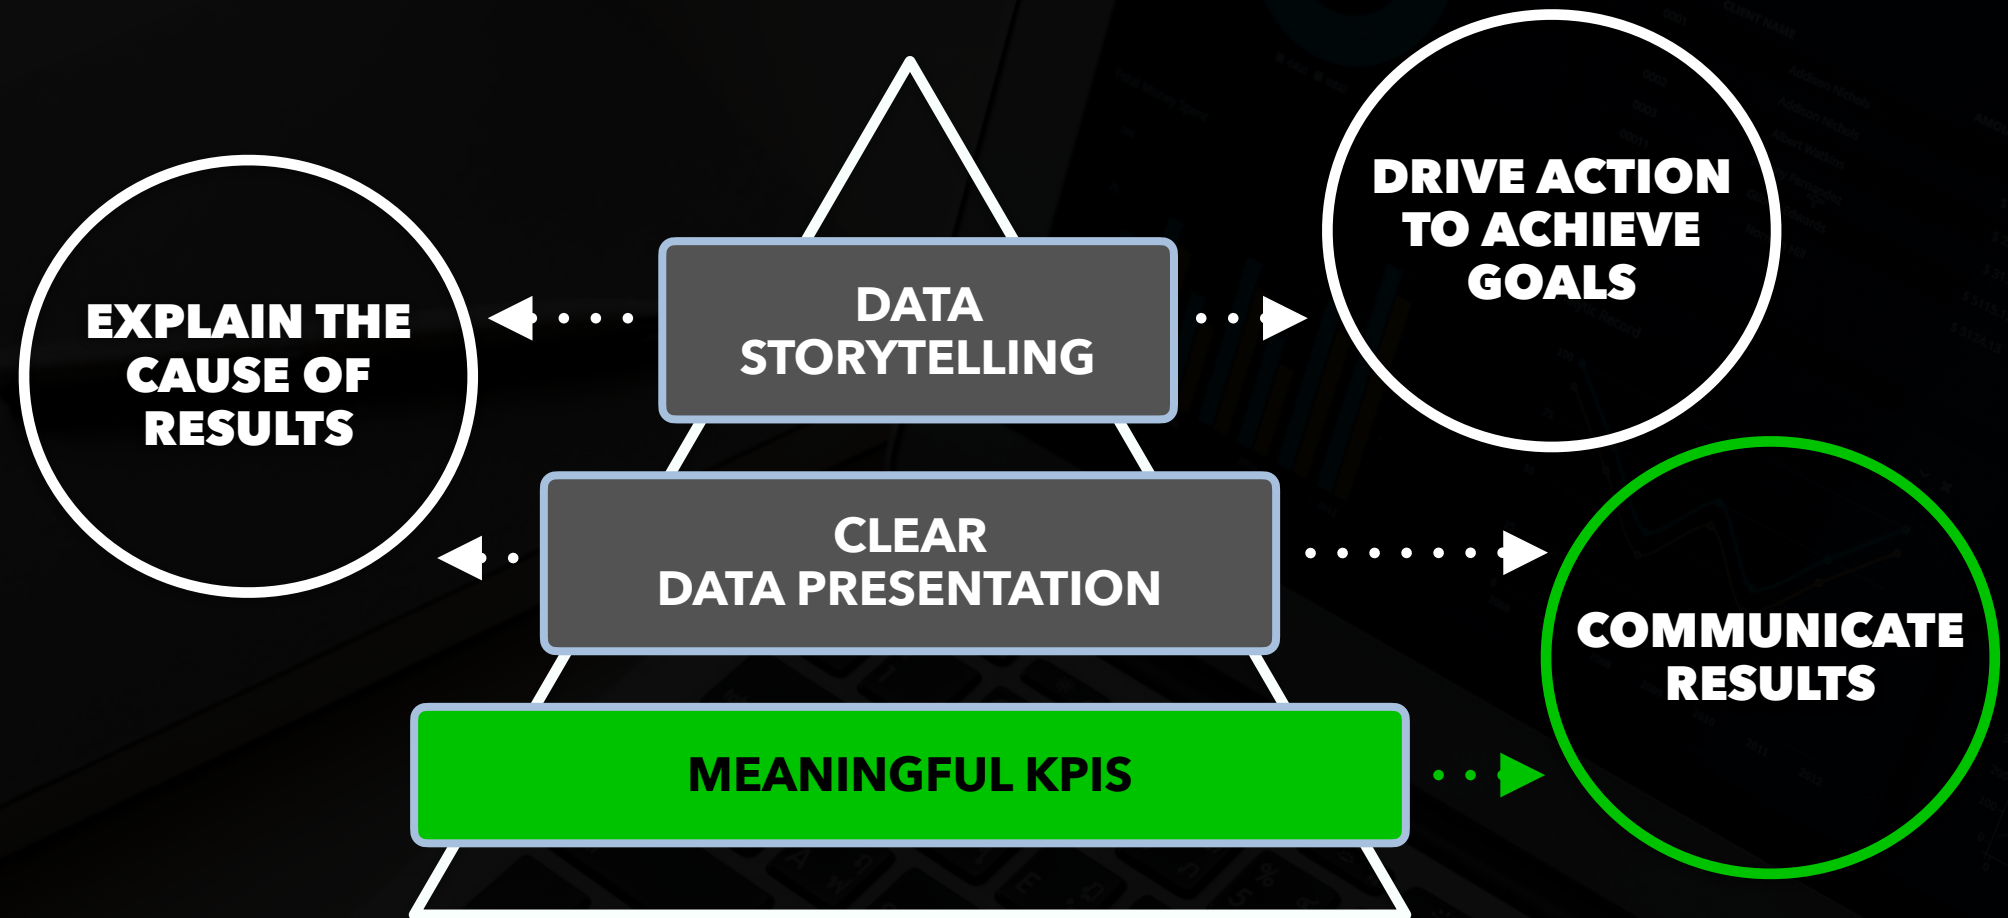 DRIVE ACTION
TO ACHIEVE
GOALS
EXPLAIN THE
CAUSE OF
RESULTS
DATA
STORYTELLING
CLEAR
DATA PRESENTATION
COMMUNICATE
RESULTS
MEANINGFUL KPIS